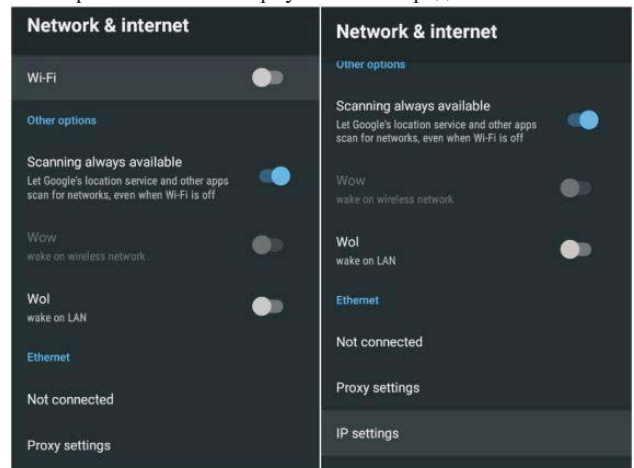 Network & internet
Wi-Fi
Other options
Scanning always available
Let Google's location service and other apps
scan for networks, even when Wi-Fi is off
Wow
wake on wireless network
Wol
wake on LAN
Ethernet
Not connected
Proxy settings
Network & internet
Other options
Scanning always available
Let Google's location service and other apps
scan for networks, even when Wi-Fi is off
Wow
wake on wireless network
Wol
wake on LAN
Ethernet
Not connected
Proxy settings
IP settings